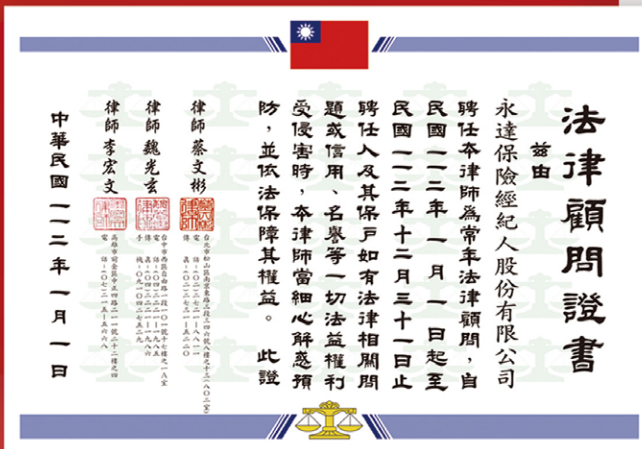 法律顧問證書
茲由
永達保險經紀人股份有限公司
聘任本律師為常年法律顧問，自
民國一一二年一月一日起至
民國一一二年十二月三十一日止
聘任人及其保戶如有法律相關問
題或信用、名譽等一切法益權利
受侵害時，本律師當細心解惑預
防，並依法保障其權益。 此證
律師 蔡文彬
律師 魏光玄
律師 李宏文
中華民國一一二年一月一日